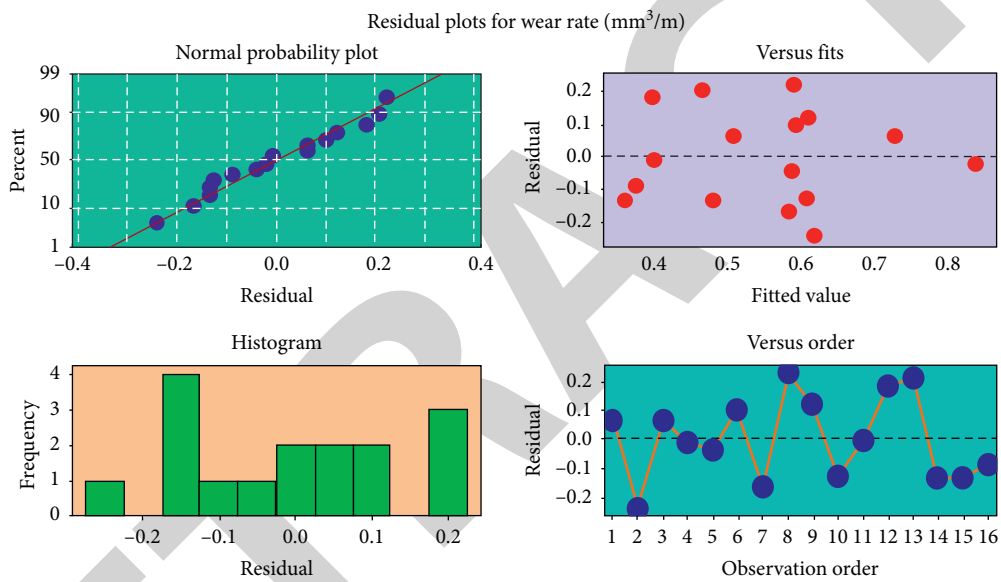 Residual plots for wear rate (mm³/m)
Normal probability plot
99
90
50
10
1
Percent
–0.4 –0.2 0.0 0.2 0.4
Residual
Versus fits
0.2
0.1
0.0
–0.1
–0.2
Residual
0.4 0.5 0.6 0.7 0.8
Fitted value
Histogram
4
3
2
1
0
Frequency
–0.2 –0.1 0.0 0.1 0.2
Residual
Versus order
0.2
0.1
0.0
–0.1
–0.2
Residual
1 2 3 4 5 6 7 8 9 10 11 12 13 14 15 16
Observation order